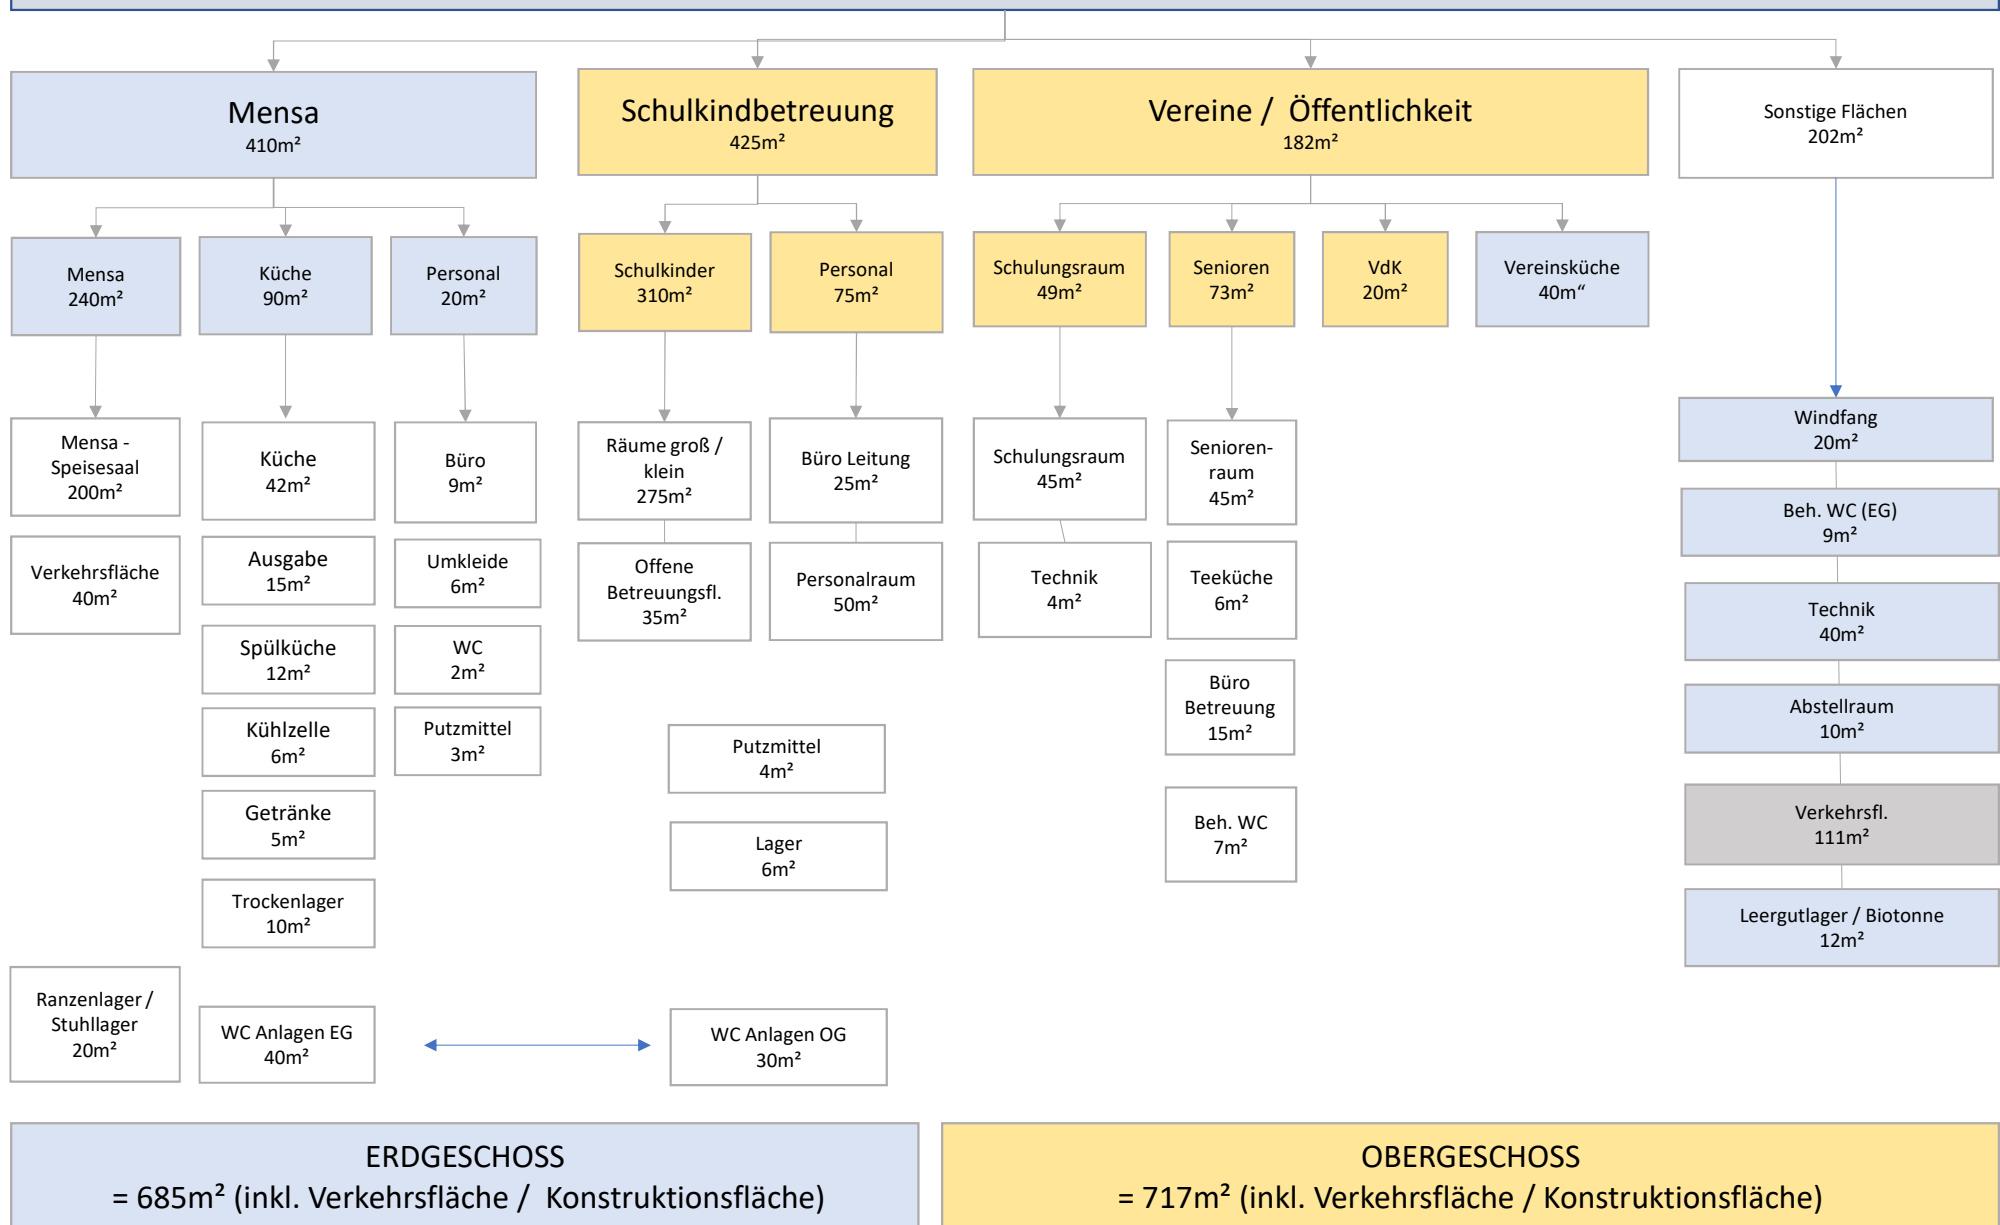 Mensa
410m²
Schulkindbetreuung
425m²
Vereine / Öffentlichkeit
182m²
Sonstige Flächen
202m²
Mensa
240m²
Küche
90m²
Personal
20m²
Schulkinder
310m²
Personal
75m²
Schulungsraum
49m²
Senioren
73m²
VdK
20m²
Vereinsküche
40m“
Mensa -
Speisesaal
200m²
Küche
42m²
Büro
9m²
Räume groß /
klein
275m²
Büro Leitung
25m²
Schulungsraum
45m²
Senioren-
raum
45m²
Windfang
20m²
Beh. WC (EG)
9m²
Verkehrsfläche
40m²
Ausgabe
15m²
Umkleide
6m²
Offene
Betreuungsfl.
35m²
Personalraum
50m²
Technik
4m²
Teeküche
6m²
Technik
40m²
Spülküche
12m²
WC
2m²
Büro
Betreuung
15m²
Abstellraum
10m²
Kühlzelle
6m²
Putzmittel
3m²
Putzmittel
4m²
Getränke
5m²
Lager
6m²
Beh. WC
7m²
Verkehrsfl.
111m²
Trockenlager
10m²
Leergutlager / Biotonne
12m²
Ranzenlager /
Stuhllager
20m²
WC Anlagen EG
40m²
WC Anlagen OG
30m²
ERDGESCHOSS
= 685m² (inkl. Verkehrsfläche / Konstruktionsfläche)
OBERGESCHOSS
= 717m² (inkl. Verkehrsfläche / Konstruktionsfläche)